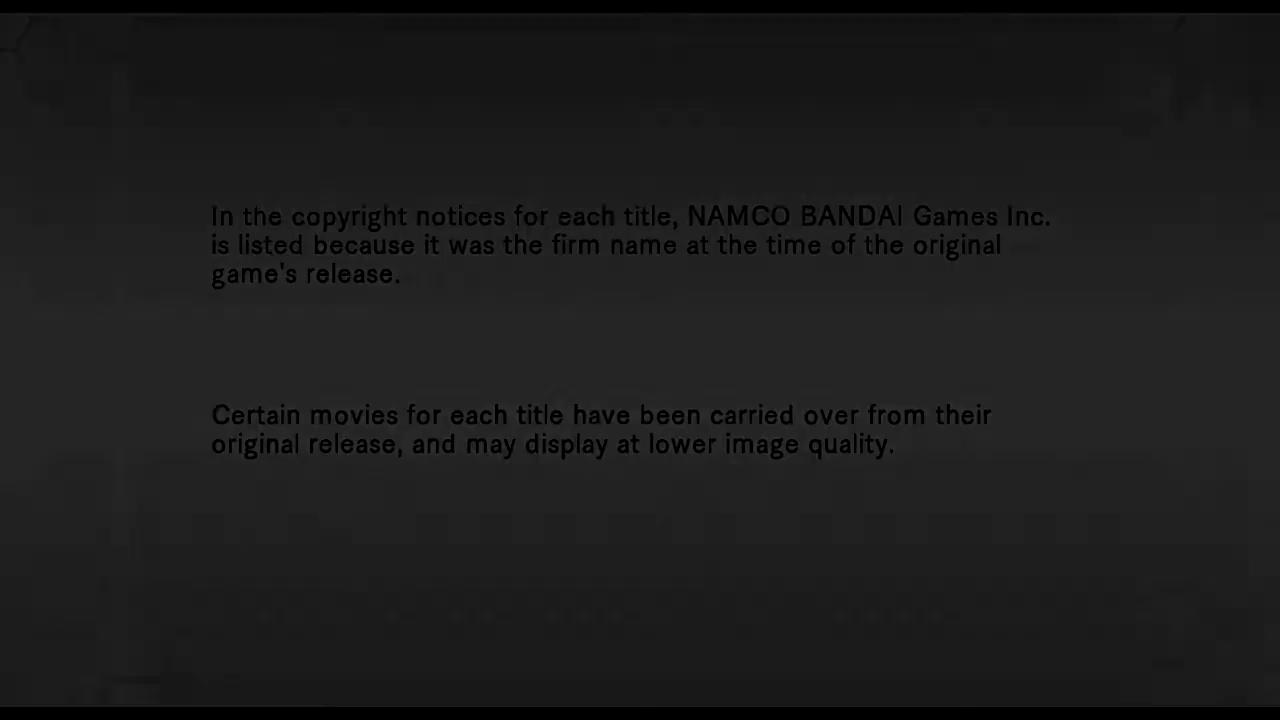 In the copyright notices for each title, NAMCO BANDAI Games Inc.
is listed because it was the firm name at the time of the original
game's release.
Certain movies for each title have been carried over from their
original release, and may display at lower image quality.